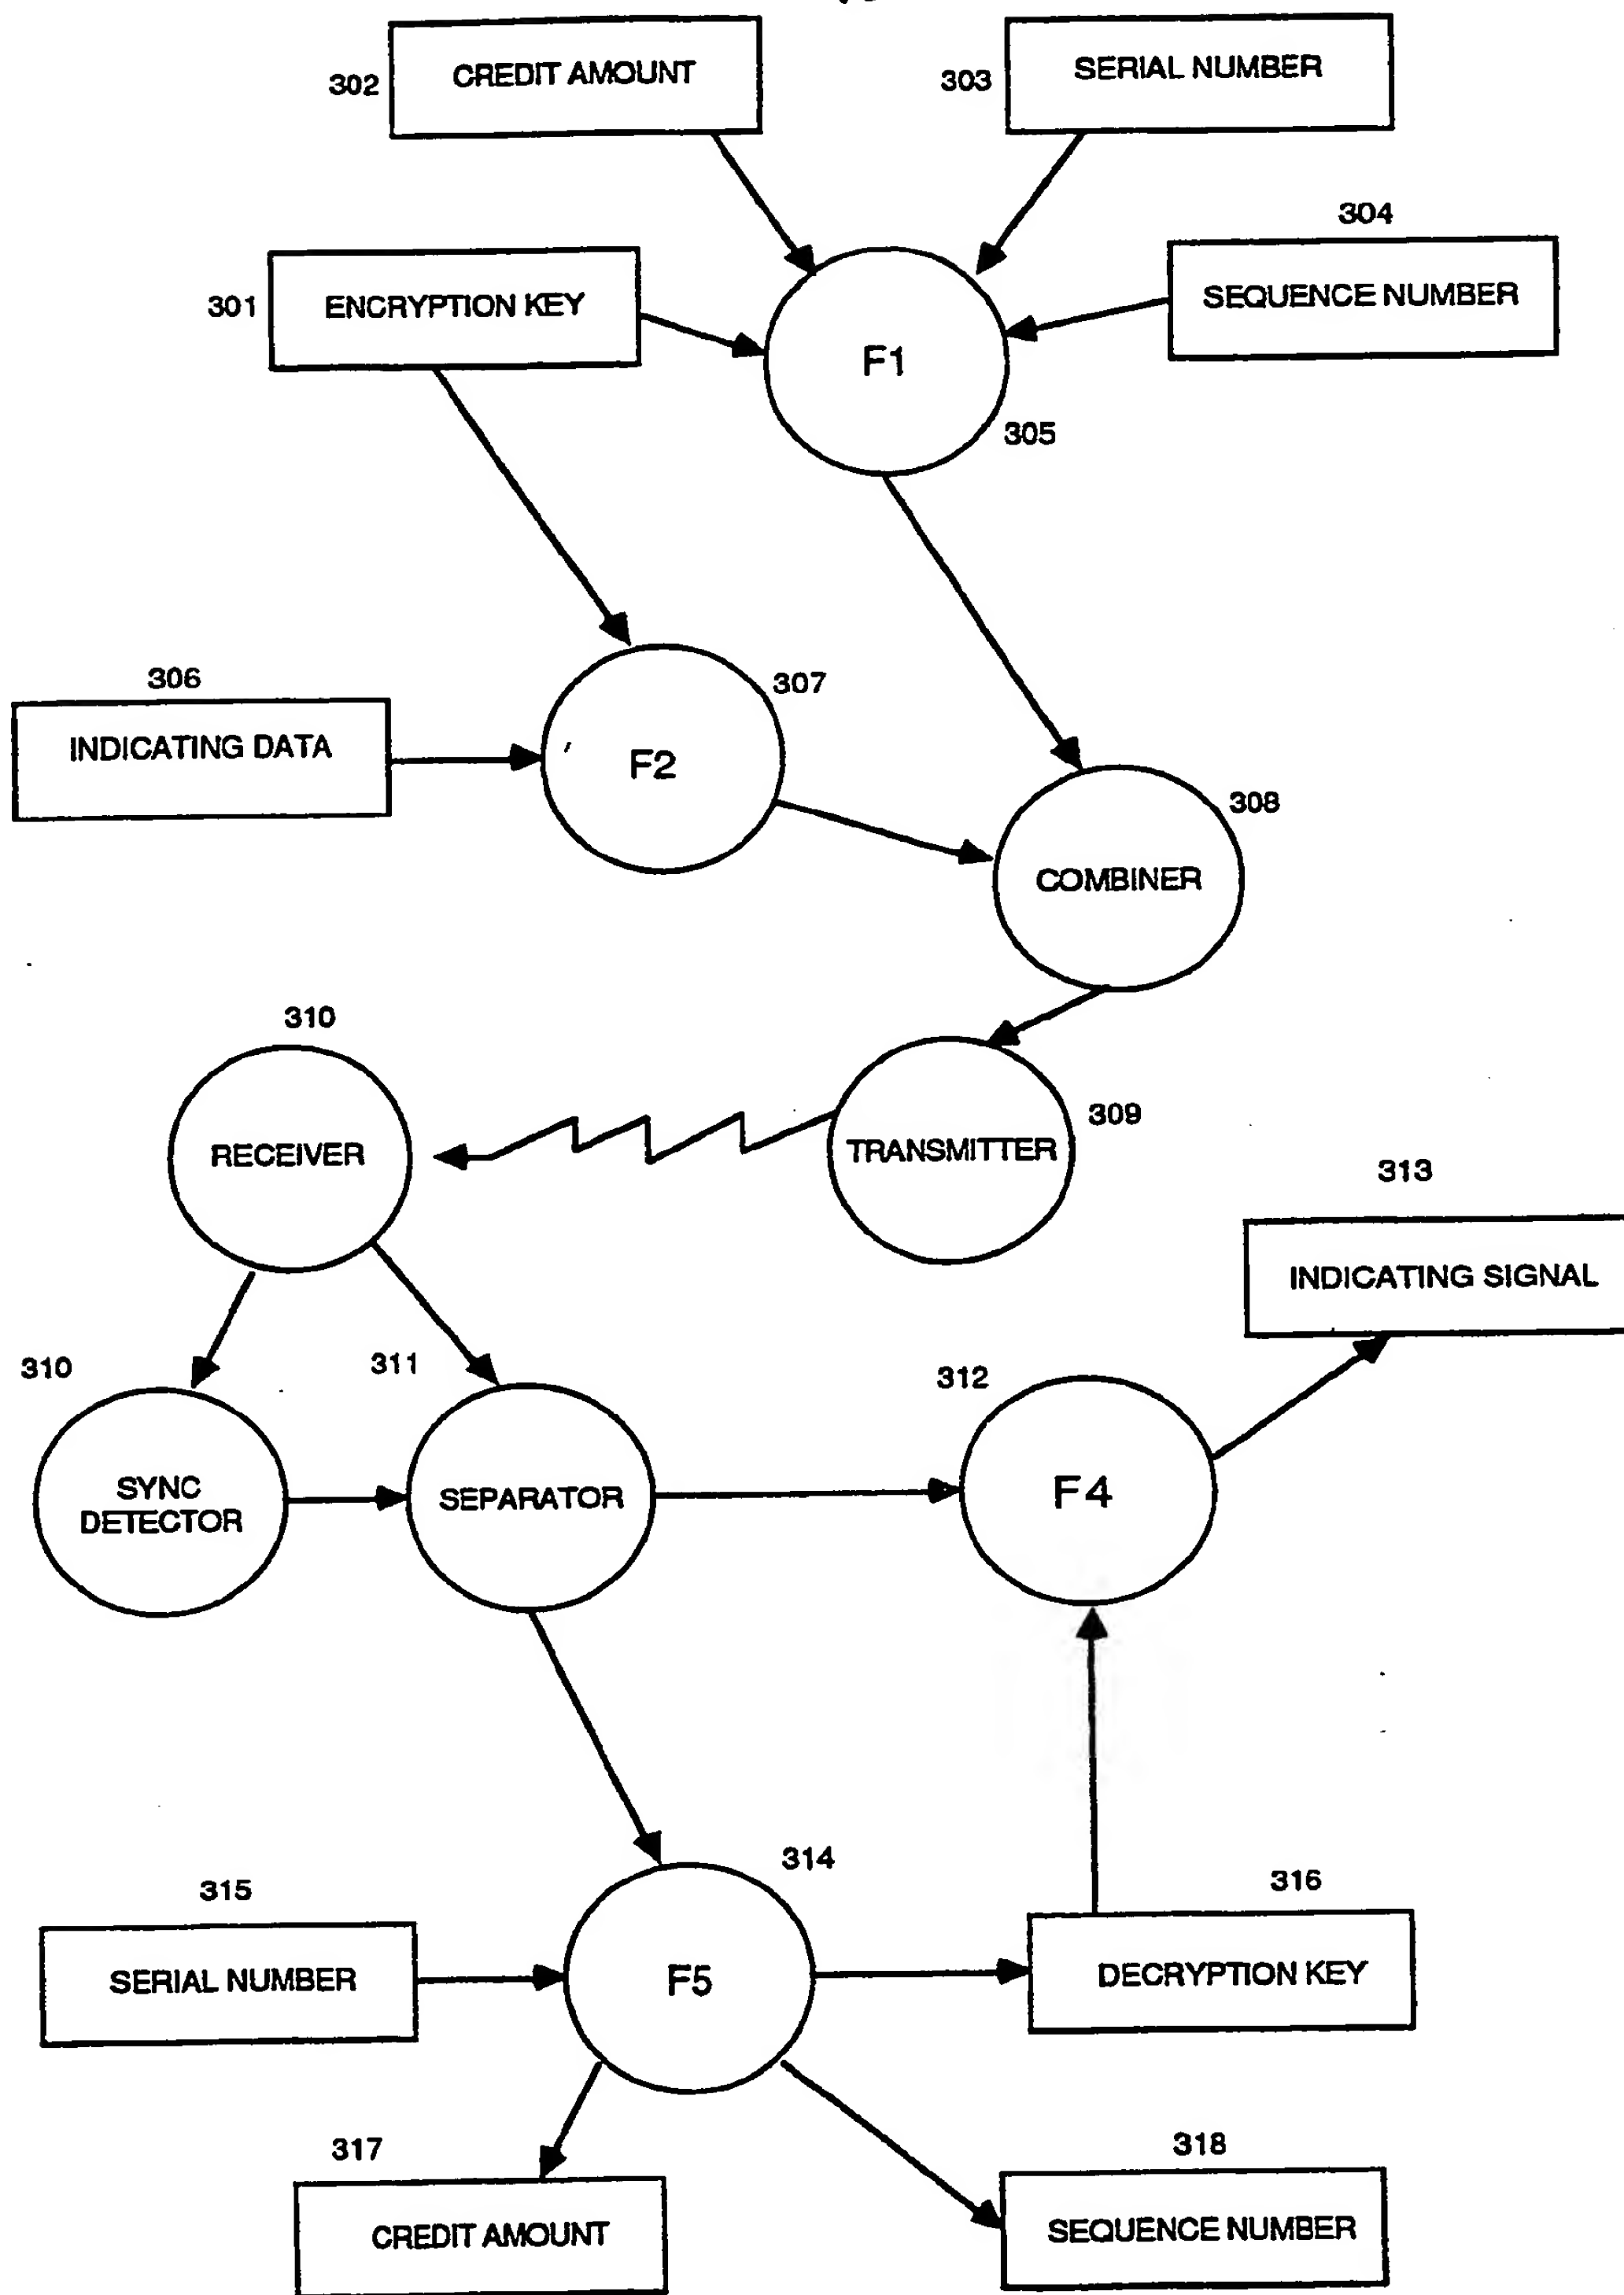 302
CREDIT AMOUNT
303
SERIAL NUMBER
304
301
ENCRYPTION KEY
SEQUENCE NUMBER
F1
305
306
307
INDICATING DATA
F2
308
COMBINER
310
RECEIVER
309
TRANSMITTER
313
INDICATING SIGNAL
310
311
312
SYNC
DETECTOR
SEPARATOR
F4
314
315
316
SERIAL NUMBER
F5
DECRYPTION KEY
317
318
CREDIT AMOUNT
SEQUENCE NUMBER